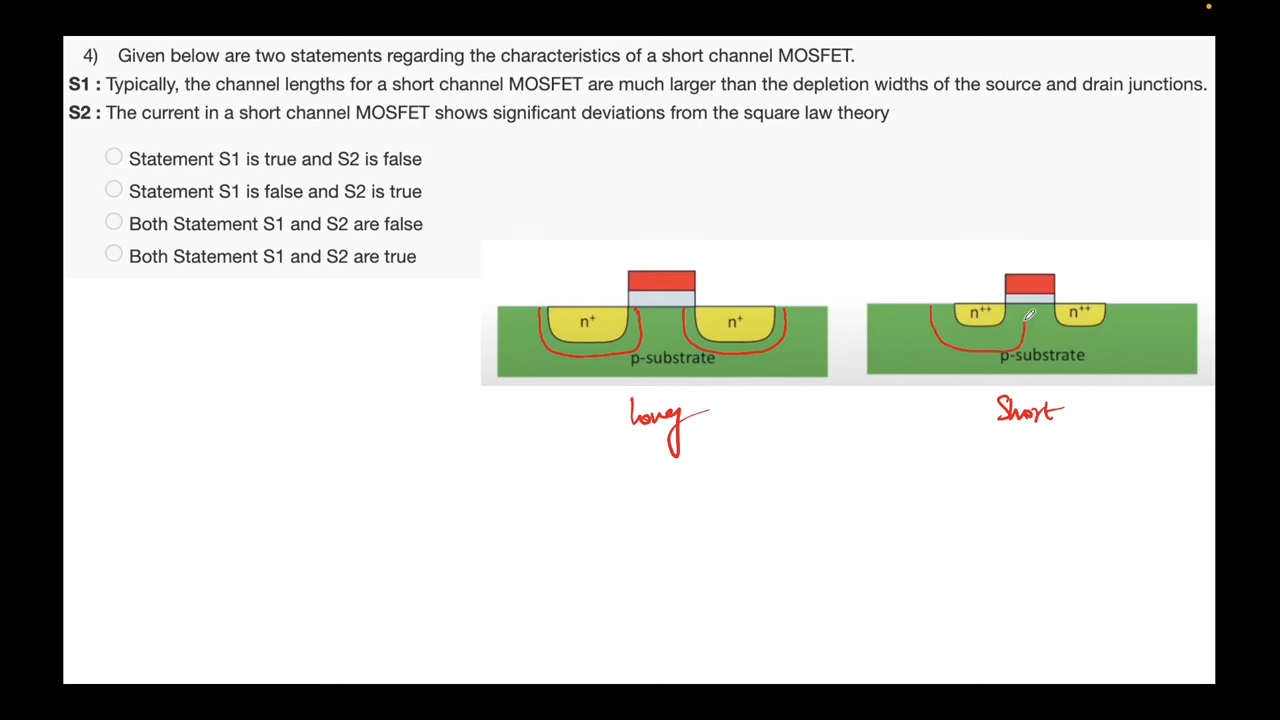 4) Given below are two statements regarding the characteristics of a short channel MOSFET.
S1 : Typically, the channel lengths for a short channel MOSFET are much larger than the depletion widths of the source and drain junctions.
S2 : The current in a short channel MOSFET shows significant deviations from the square law theory
Statement S1 is true and S2 is false
Statement S1 is false and S2 is true
Both Statement S1 and S2 are false
Both Statement S1 and S2 are true
n+ n+
p-substrate
n++ n++
p-substrate
Long
Short